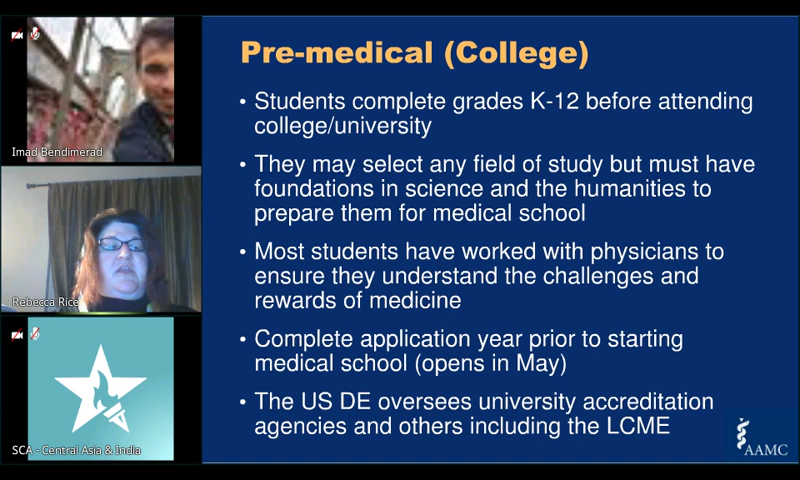 Imad Bendimerad
Rebecca Rice
SCA - Central Asia & India
Pre-medical (College)
• Students complete grades K-12 before attending
college/university
• They may select any field of study but must have
foundations in science and the humanities to
prepare them for medical school
• Most students have worked with physicians to
ensure they understand the challenges and
rewards of medicine
• Complete application year prior to starting
medical school (opens in May)
• The US DE oversees university accreditation
agencies and others including the LCME
AAMC